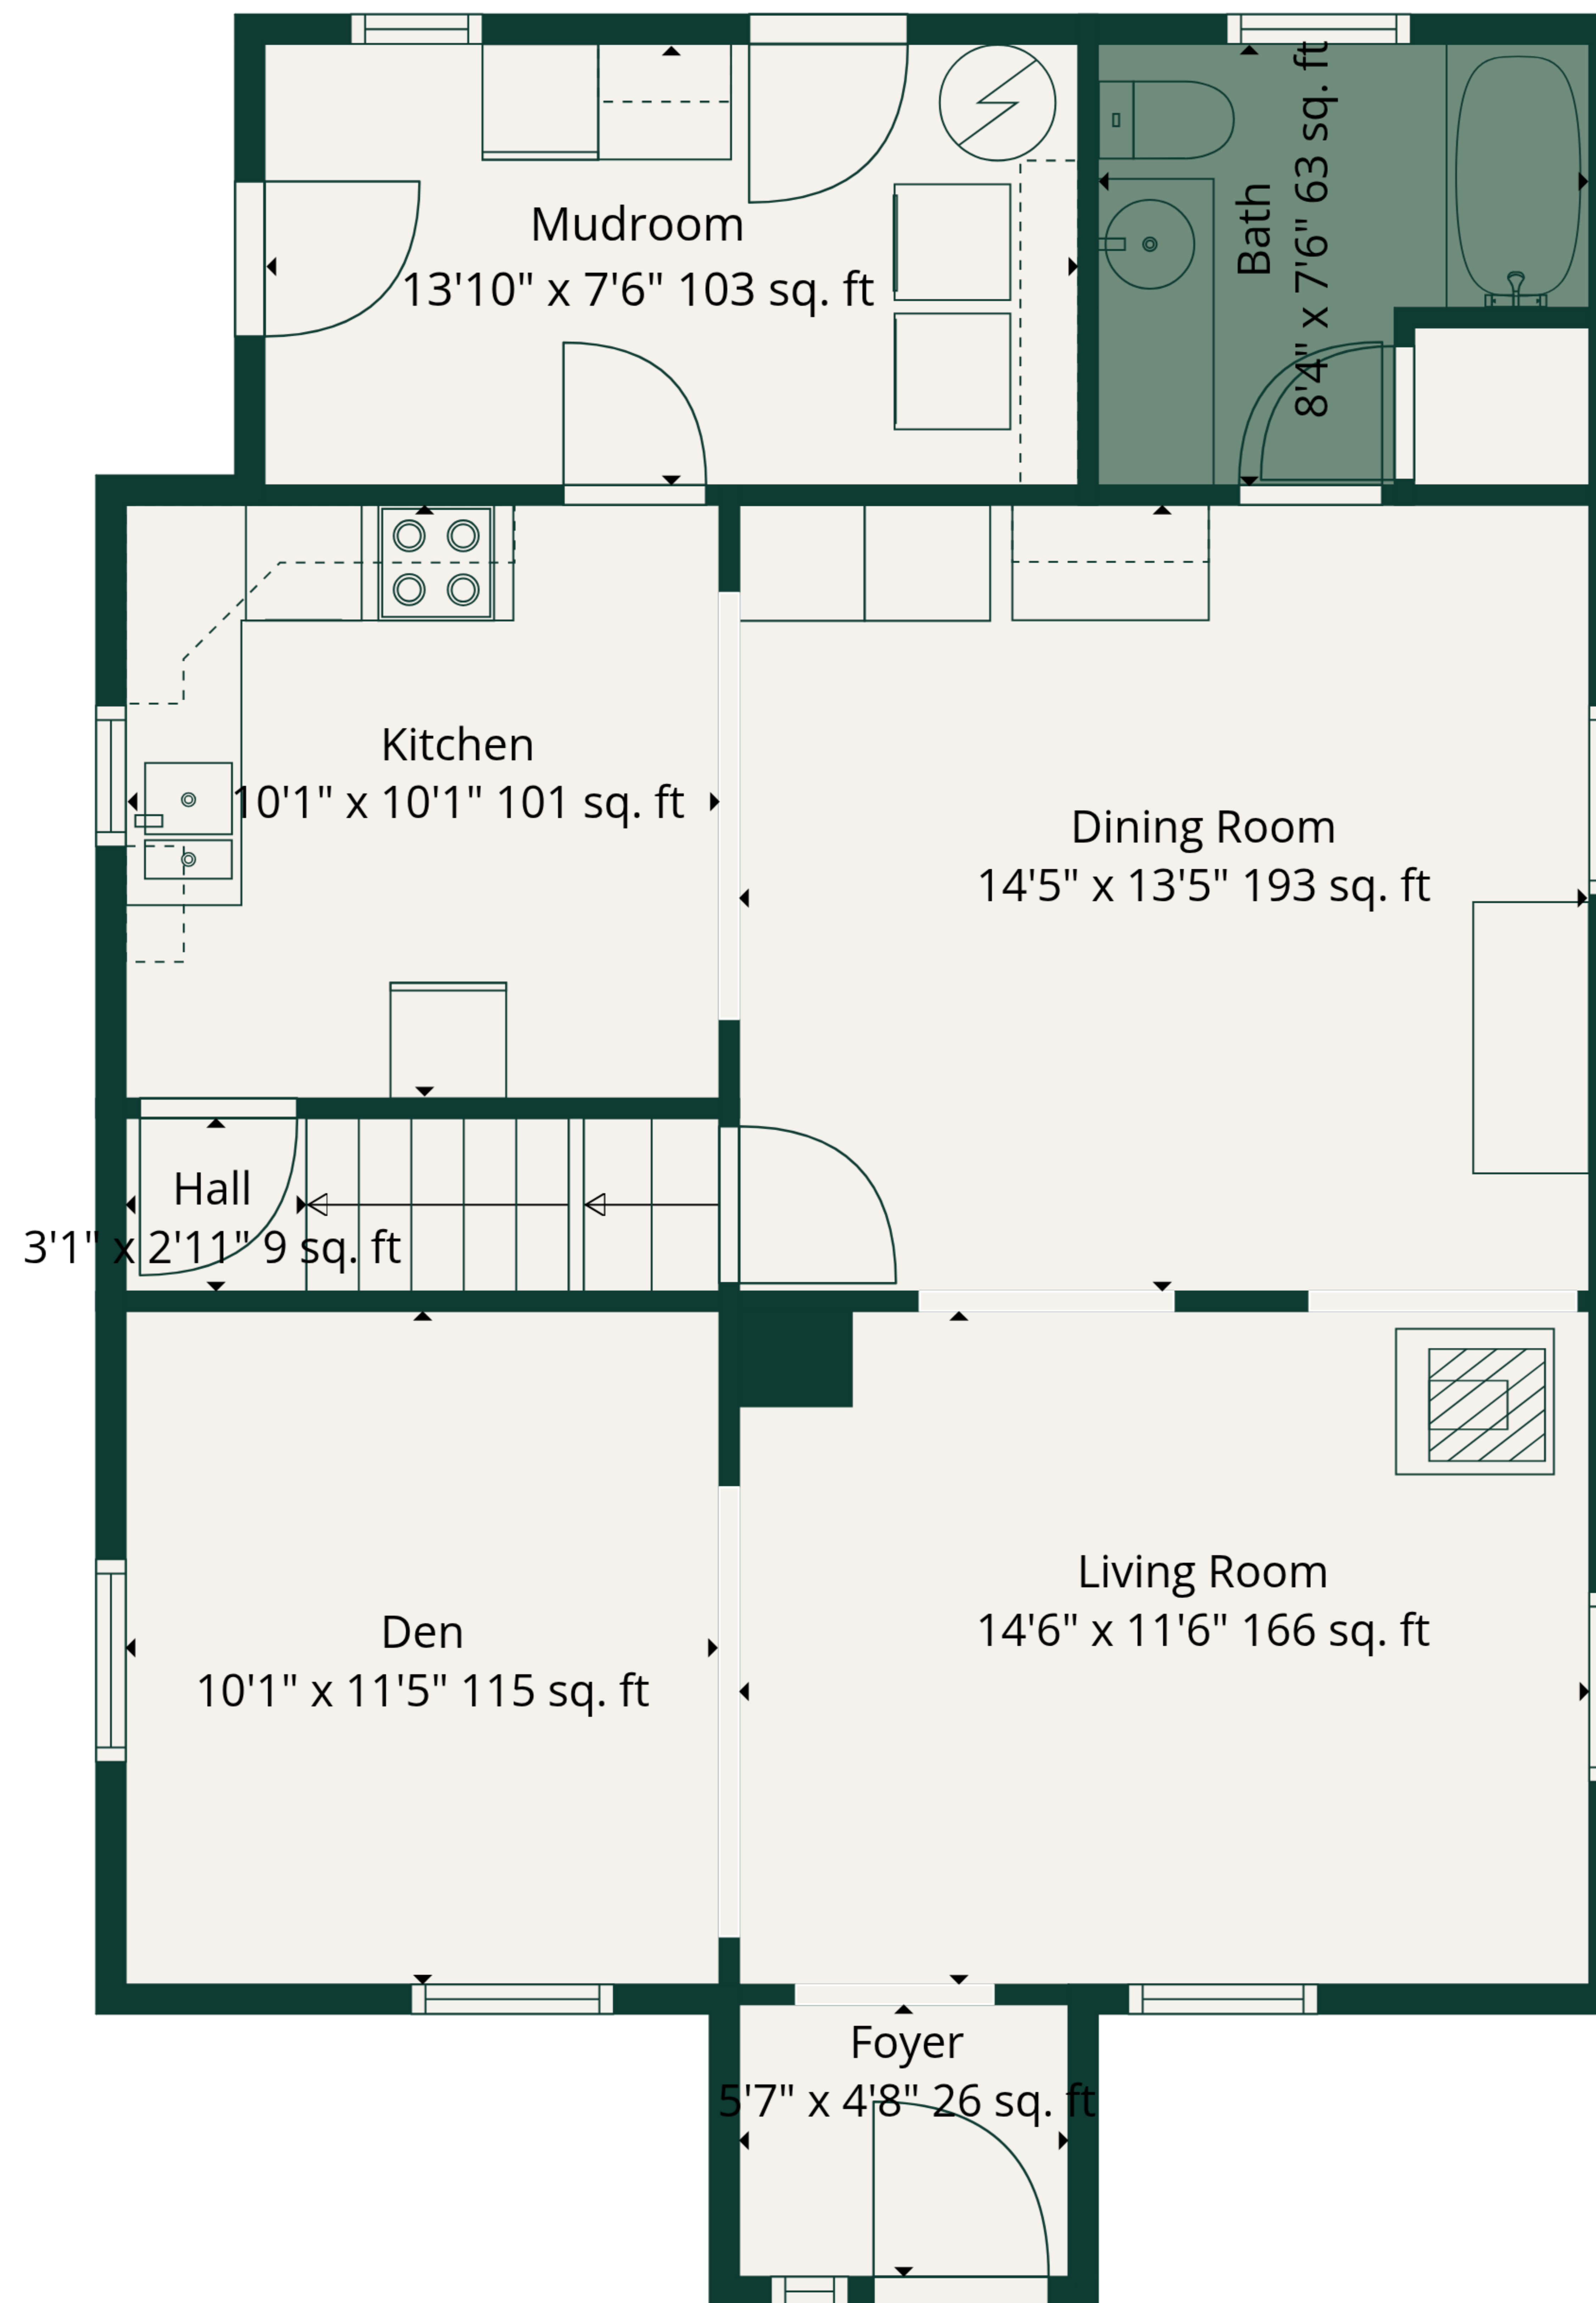 Mudroom
13'10" x 7'6" 103 sq. ft
Bath
8'4" x 7'6" 63 sq. ft
Kitchen
10'1" x 10'1" 101 sq. ft
Dining Room
14'5" x 13'5" 193 sq. ft
Hall
3'1" x 2'11" 9 sq. ft
Living Room
14'6" x 11'6" 166 sq. ft
Den
10'1" x 11'5" 115 sq. ft
Foyer
5'7" x 4'8" 26 sq. ft